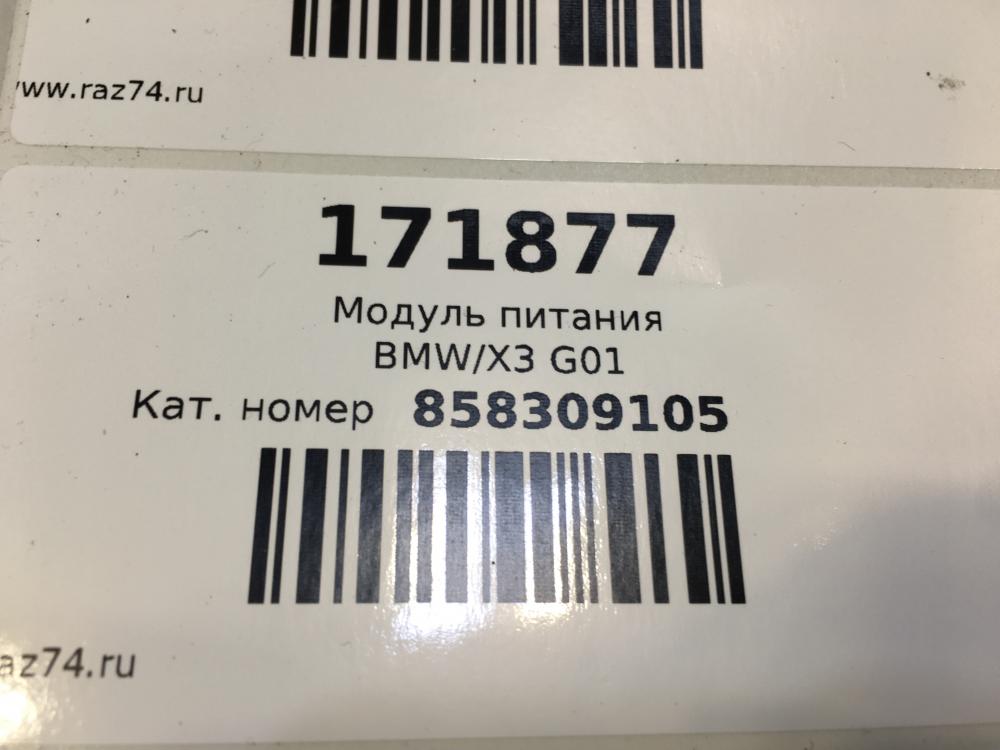 www.raz74.ru
171877
Модуль питания
BMW/X3 G01
Кат. номер 858309105
az74.ru